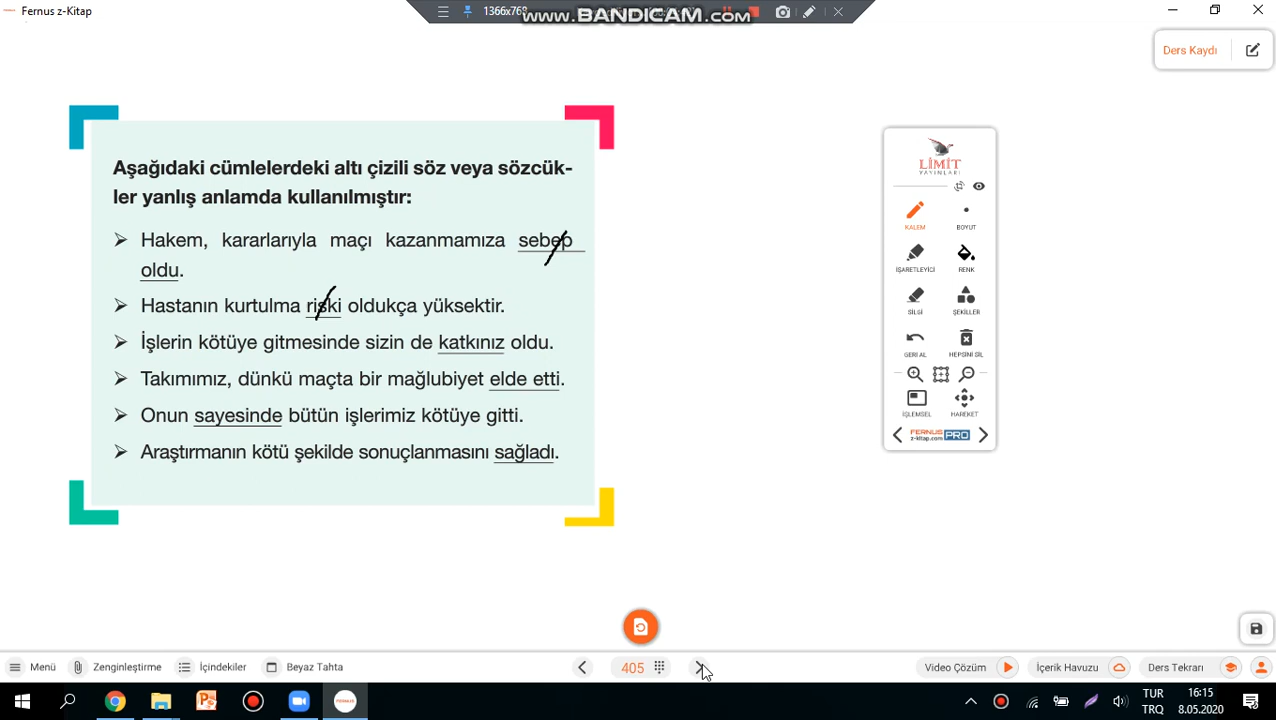 Fernus z-Kitap
1366x768
www.BANDICAM.com
Ders Kaydı
Aşağıdaki cümlelerdeki altı çizili söz veya sözcük-
ler yanlış anlamda kullanılmıştır:
➢ Hakem, kararlarıyla maçı kazanmamıza sebep
oldu.
➢ Hastanın kurtulma riski oldukça yüksektir.
➢ İşlerin kötüye gitmesinde sizin de katkınız oldu.
➢ Takımımız, dünkü maçta bir mağlubiyet elde etti.
➢ Onun sayesinde bütün işlerimiz kötüye gitti.
➢ Araştırmanın kötü şekilde sonuçlanmasını sağladı.
LİMİT
YAYINLARI
KALEM BOYUT
İŞARETLEYİCİ RENK
SİLGİ ŞEKİLLER
GERİ AL HEPSİNİ SİL
İŞLEMSEL HAREKET
FERNUS
z-kitap.com PRO
Menü Zenginleştirme İçindekiler Beyaz Tahta 405 Video Çözüm İçerik Havuzu Ders Tekrarı
TUR 16:15
TRQ 8.05.2020